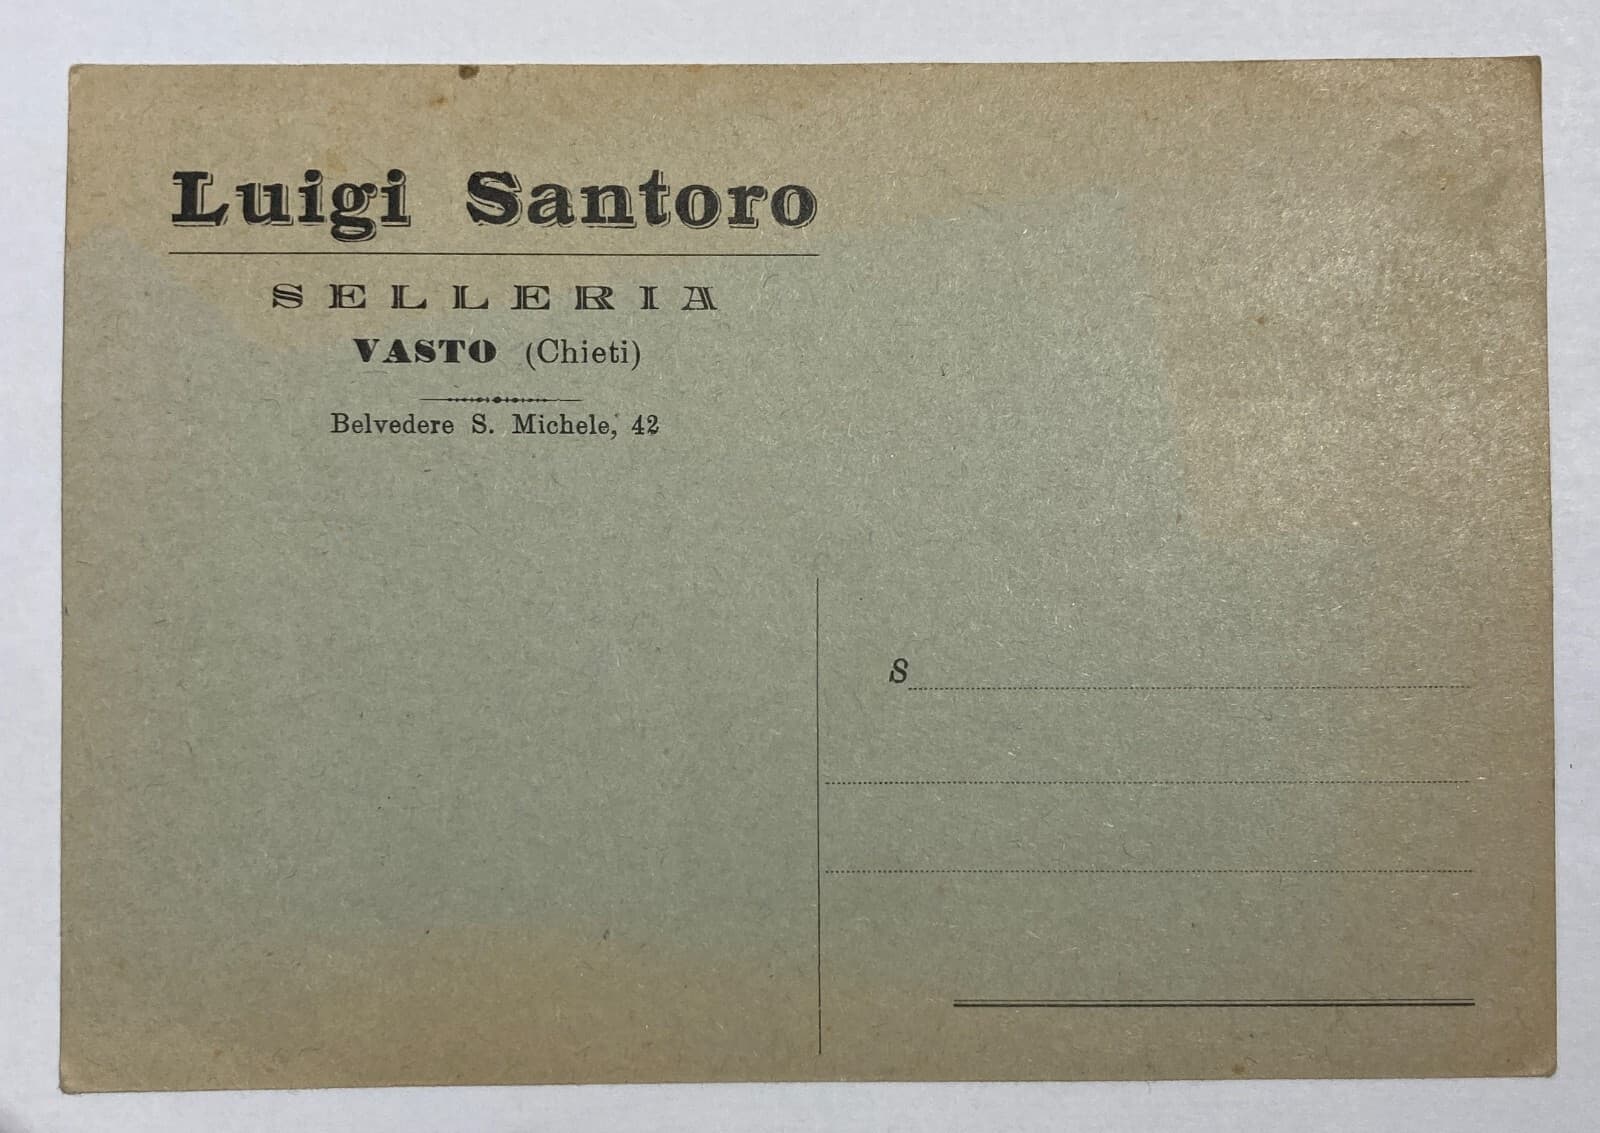 Luigi Santoro
SELLERIA
VASTO (Chieti)
Belvedere S. Michele, 42
S